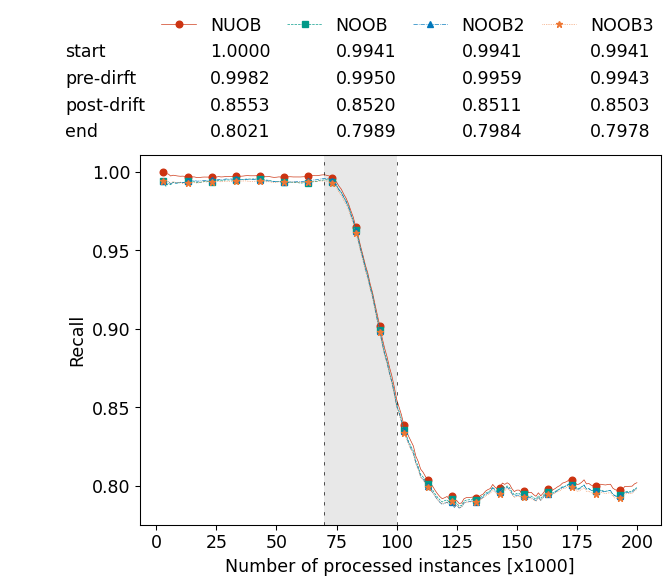 NUOB NOOB NOOB2 NOOB3
start 1.0000 0.9941 0.9941 0.9941
pre-dirft 0.9982 0.9950 0.9959 0.9943
post-drift 0.8553 0.8520 0.8511 0.8503
end 0.8021 0.7989 0.7984 0.7978
1.00
0.95
0.90
0.85
0.80
Recall
0 25 50 75 100 125 150 175 200
Number of processed instances [x1000]